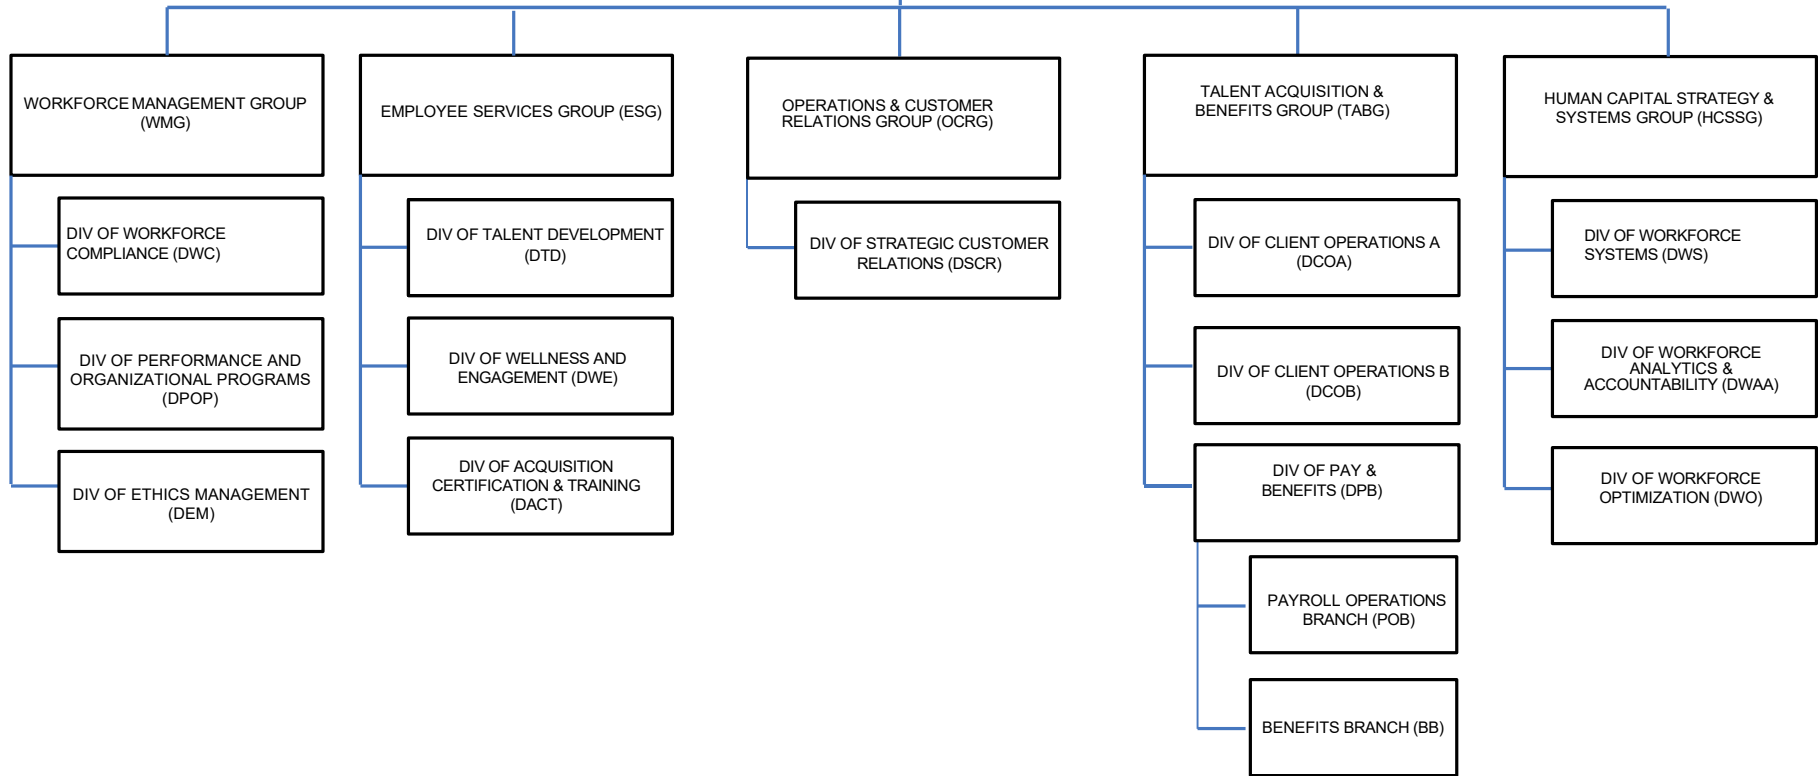 WORKFORCE MANAGEMENT GROUP
(WMG)
DIV OF WORKFORCE
COMPLIANCE (DWC)
DIV OF PERFORMANCE AND
ORGANIZATIONAL PROGRAMS
(DPOP)
DIV OF ETHICS MANAGEMENT
(DEM)
EMPLOYEE SERVICES GROUP (ESG)
DIV OF TALENT DEVELOPMENT
(DTD)
DIV OF WELLNESS AND
ENGAGEMENT (DWE)
DIV OF ACQUISITION
CERTIFICATION & TRAINING
(DACT)
OPERATIONS & CUSTOMER
RELATIONS GROUP (OCRG)
DIV OF STRATEGIC CUSTOMER
RELATIONS (DSCR)
TALENT ACQUISITION &
BENEFITS GROUP (TABG)
DIV OF CLIENT OPERATIONS A
(DCOA)
DIV OF CLIENT OPERATIONS B
(DCOB)
DIV OF PAY &
BENEFITS (DPB)
PAYROLL OPERATIONS
BRANCH (POB)
BENEFITS BRANCH (BB)
HUMAN CAPITAL STRATEGY &
SYSTEMS GROUP (HCSSG)
DIV OF WORKFORCE
SYSTEMS (DWS)
DIV OF WORKFORCE
ANALYTICS &
ACCOUNTABILITY (DWAA)
DIV OF WORKFORCE
OPTIMIZATION (DWO)